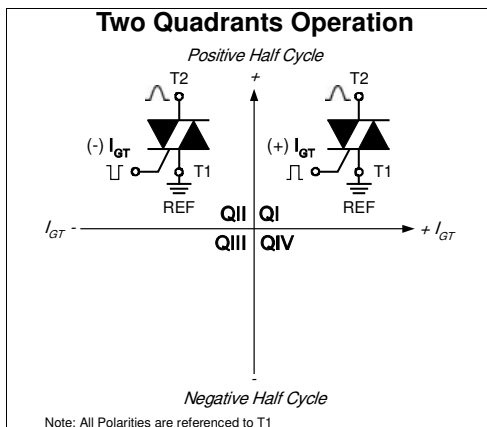 Two Quadrants Operation
Positive Half Cycle
+
T2
T2
(-) IGT
(+) IGT
T1
T1
REF
REF
QII QI
IGT -
+ IGT
QIII QIV
-
Negative Half Cycle
Note: All Polarities are referenced to T1